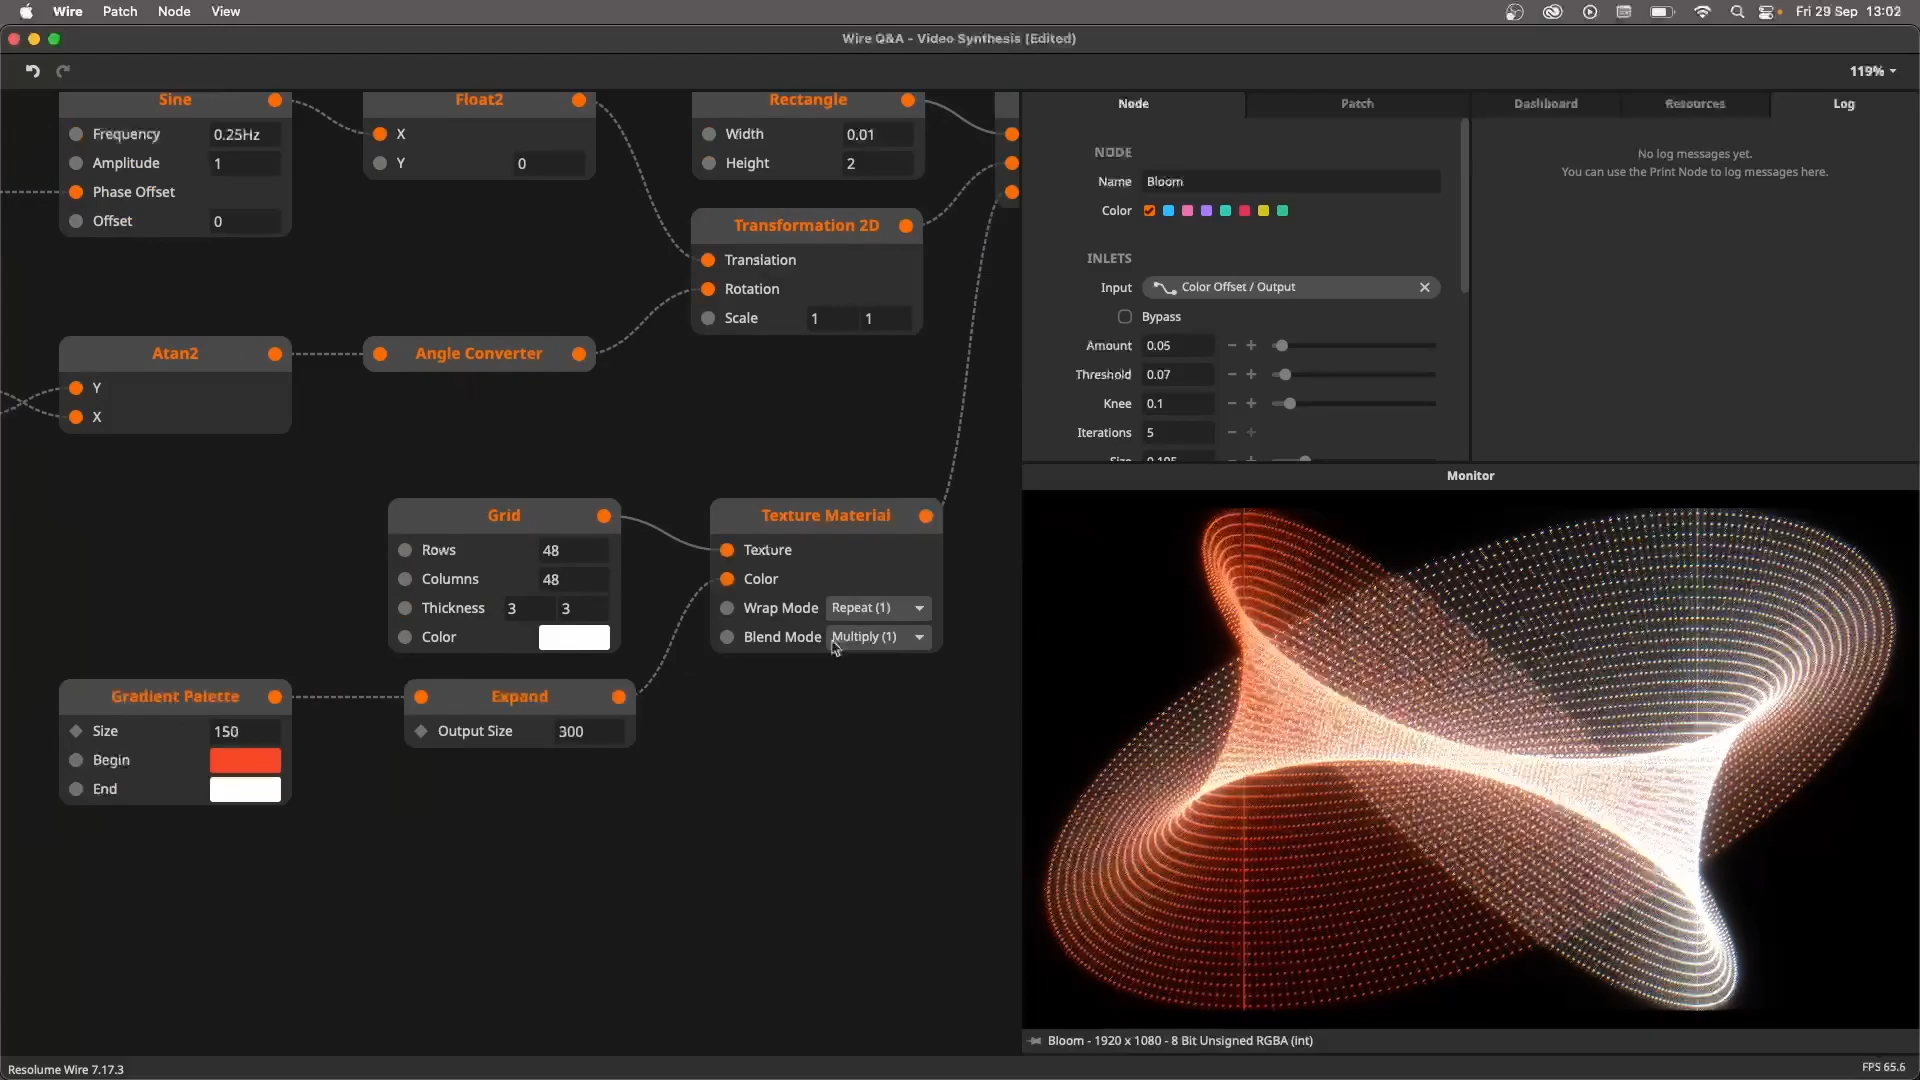 Wire Patch Node View Fri 29 Sep 13:02
Wire Q&A - Video Synthesis [Edited]
119%
Sine
Frequency 0.25Hz
Amplitude 1
Phase Offset
Offset 0
Float2
X
Y 0
Rectangle
Width 0.01
Height 2
Transformation 2D
Translation
Rotation
Scale 1 1
Atan2
Y
X
Angle Converter
Grid
Rows 48
Columns 48
Thickness 3 3
Color
Texture Material
Texture
Color
Wrap Mode Repeat (1)
Blend Mode Multiply (1)
Gradient Palette
Size 150
Begin
End
Expand
Output Size 300
Node Patch Dashboard Resources Log
NODE
Name Bloom
Color
INLETS
Input Color Offset / Output
Bypass
Amount 0.05
Threshold 0.07
Knee 0.1
Iterations 5
Size 0.105
No log messages yet.
You can use the Print Node to log messages here.
Monitor
Bloom - 1920 x 1080 - 8 Bit Unsigned RGBA (int)
Resolume Wire 7.17.3 FPS 65.6